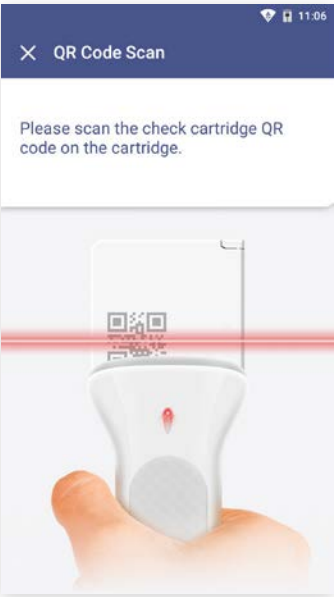 11:06
QR Code Scan
Please scan the check cartridge QR
code on the cartridge.